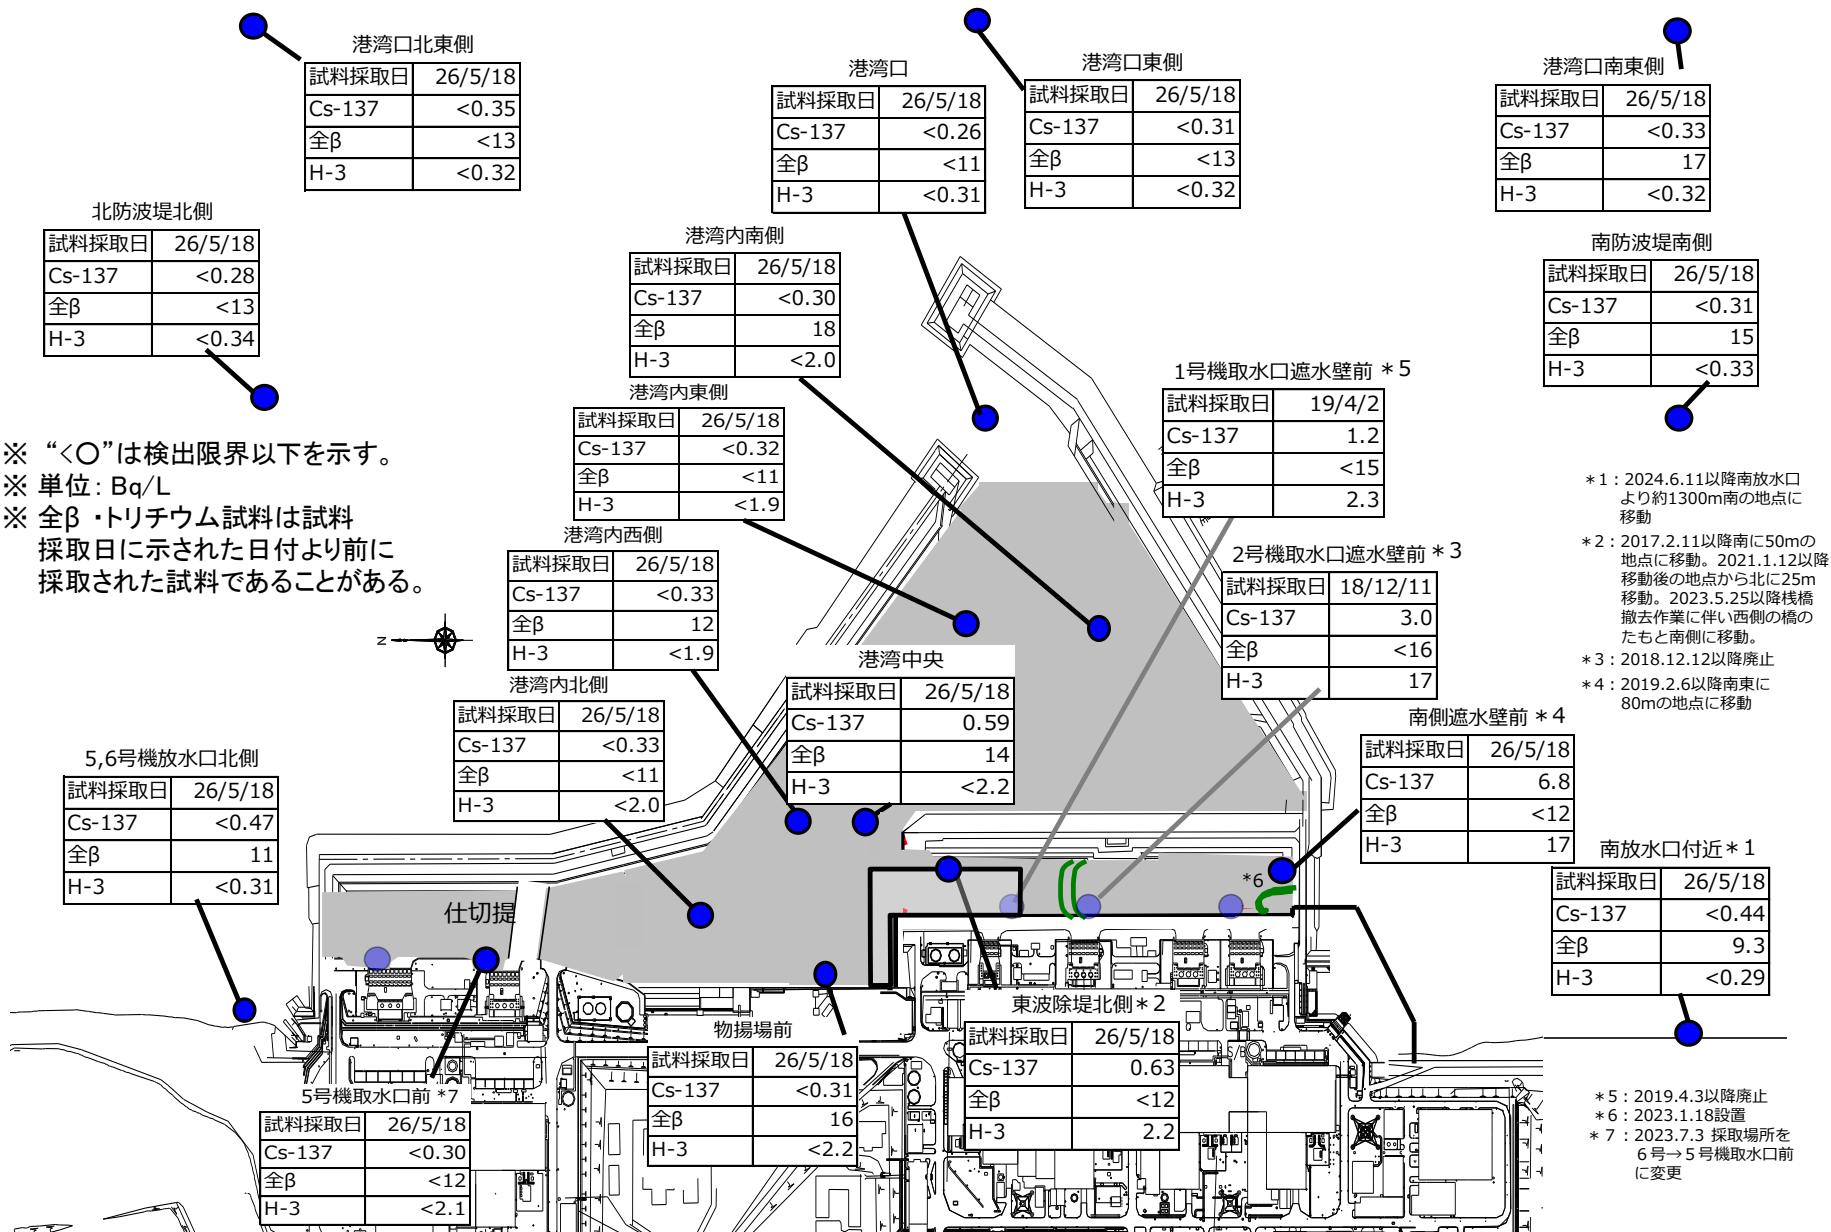 港湾口北東側
試料採取日 26/5/18
Cs-137 <0.35
全β <13
H-3 <0.32
港湾口
試料採取日 26/5/18
Cs-137 <0.26
全β <11
H-3 <0.31
港湾口東側
試料採取日 26/5/18
Cs-137 <0.31
全β <13
H-3 <0.32
港湾口南東側
試料採取日 26/5/18
Cs-137 <0.33
全β 17
H-3 <0.32
北防波堤北側
試料採取日 26/5/18
Cs-137 <0.28
全β <13
H-3 <0.34
港湾内南側
試料採取日 26/5/18
Cs-137 <0.30
全β 18
H-3 <2.0
南防波堤南側
試料採取日 26/5/18
Cs-137 <0.31
全β 15
H-3 <0.33
港湾内東側
試料採取日 26/5/18
Cs-137 <0.32
全β <11
H-3 <1.9
1号機取水口遮水壁前 *5
試料採取日 19/4/2
Cs-137 1.2
全β <15
H-3 2.3
※ “<○”は検出限界以下を示す。
※ 単位: Bq/L
※ 全β ・トリチウム試料は試料
採取日に示された日付より前に
採取された試料であることがある。
港湾内西側
試料採取日 26/5/18
Cs-137 <0.33
全β 12
H-3 <1.9
2号機取水口遮水壁前 *3
試料採取日 18/12/11
Cs-137 3.0
全β <16
H-3 17
*1：2024.6.11以降南放水口
より約1300m南の地点に
移動
*2：2017.2.11以降南に50mの
地点に移動。2021.1.12以降
移動後の地点から北に25m
移動。2023.5.25以降桟橋
撤去作業に伴い西側の橋の
たもと南側に移動。
*3：2018.12.12以降廃止
*4：2019.2.6以降南東に
80mの地点に移動
N
港湾中央
試料採取日 26/5/18
Cs-137 0.59
全β 14
H-3 <2.2
港湾内北側
試料採取日 26/5/18
Cs-137 <0.33
全β <11
H-3 <2.0
南側遮水壁前 *4
試料採取日 26/5/18
Cs-137 6.8
全β <12
H-3 17
5,6号機放水口北側
試料採取日 26/5/18
Cs-137 <0.47
全β 11
H-3 <0.31
南放水口付近*1
試料採取日 26/5/18
Cs-137 <0.44
全β 9.3
H-3 <0.29
仕切提
*6
東波除堤北側*2
試料採取日 26/5/18
Cs-137 0.63
全β <12
H-3 2.2
物揚場前
試料採取日 26/5/18
Cs-137 <0.31
全β 16
H-3 <2.2
5号機取水口前 *7
試料採取日 26/5/18
Cs-137 <0.30
全β <12
H-3 <2.1
S/B
*5：2019.4.3以降廃止
*6：2023.1.18設置
*7：2023.7.3 採取場所を
6号→5号機取水口前
に変更